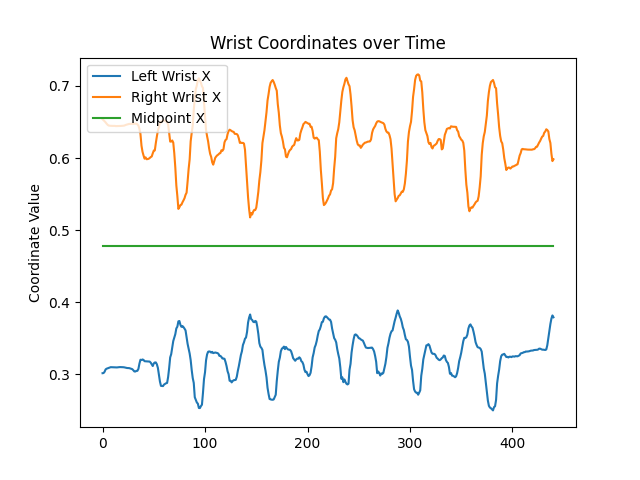 Wrist Coordinates over Time
Left Wrist X
Right Wrist X
Midpoint X
Coordinate Value
0.7
0.6
0.5
0.4
0.3
0 100 200 300 400